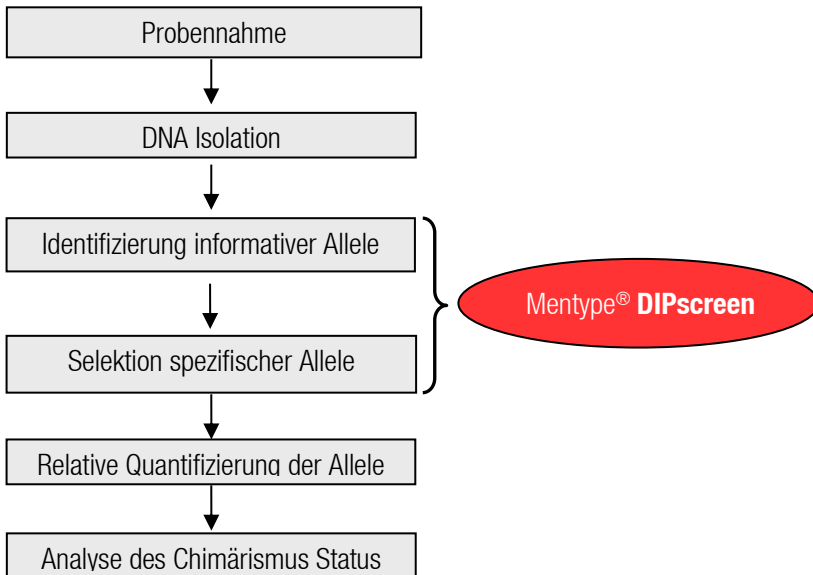 Probennahme
DNA Isolation
Identifizierung informativer Allele
Mentype® DIPscreen
Selektion spezifischer Allele
Relative Quantifizierung der Allele
Analyse des Chimärismus Status